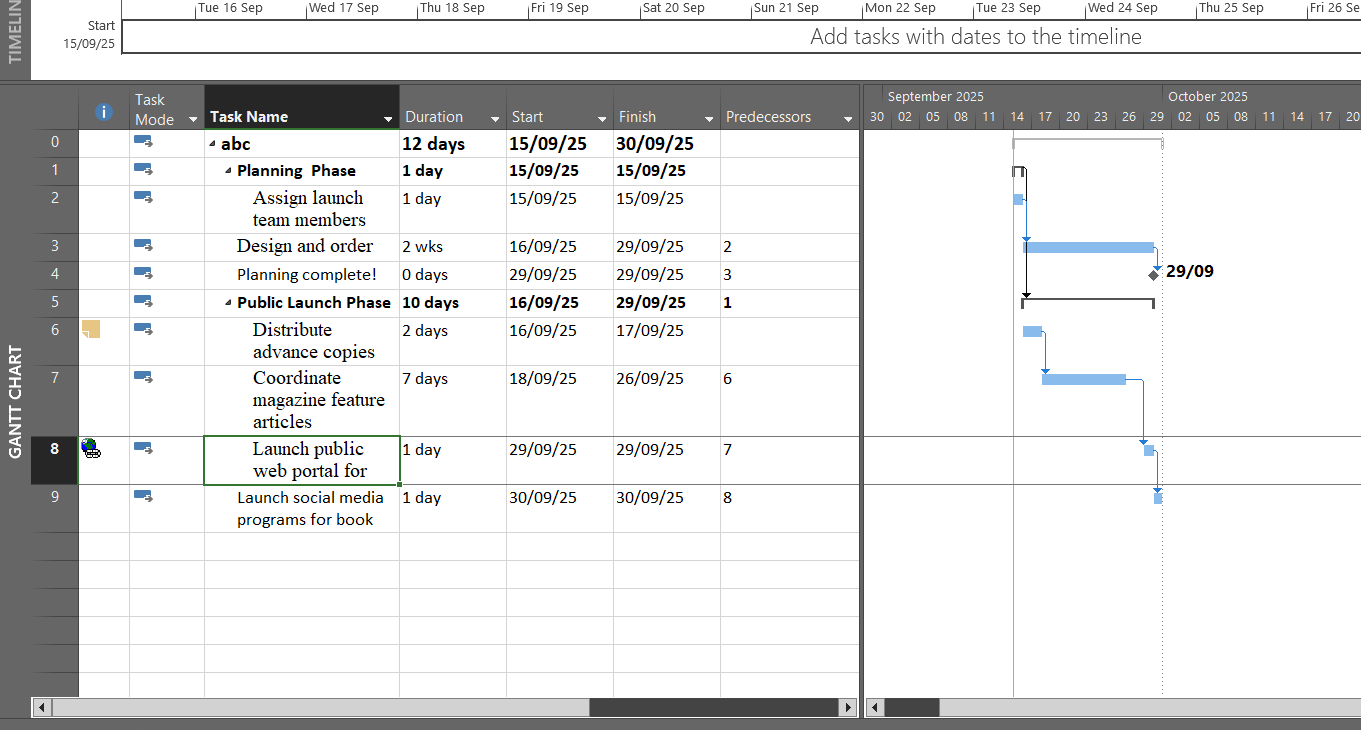 TIMELIN
Tue 16 Sep Wed 17 Sep Thu 18 Sep Fri 19 Sep Sat 20 Sep Sun 21 Sep Mon 22 Sep Tue 23 Sep Wed 24 Sep Thu 25 Sep Fri 26 Se
Start
15/09/25
Add tasks with dates to the timeline
GANTT CHART
i
Task Mode Task Name Duration Start Finish Predecessors
September 2025 October 2025
30 02 05 08 11 14 17 20 23 26 29 02 05 08 11 14 17 20
0 abc 12 days 15/09/25 30/09/25
1 Planning Phase 1 day 15/09/25 15/09/25
2 Assign launch 1 day 15/09/25 15/09/25
team members
3 Design and order 2 wks 16/09/25 29/09/25 2
4 Planning complete! 0 days 29/09/25 29/09/25 3 29/09
5 Public Launch Phase 10 days 16/09/25 29/09/25 1
6 Distribute 2 days 16/09/25 17/09/25
advance copies
7 Coordinate 7 days 18/09/25 26/09/25 6
magazine feature
articles
8 Launch public 1 day 29/09/25 29/09/25 7
web portal for
9 Launch social media 1 day 30/09/25 30/09/25 8
programs for book